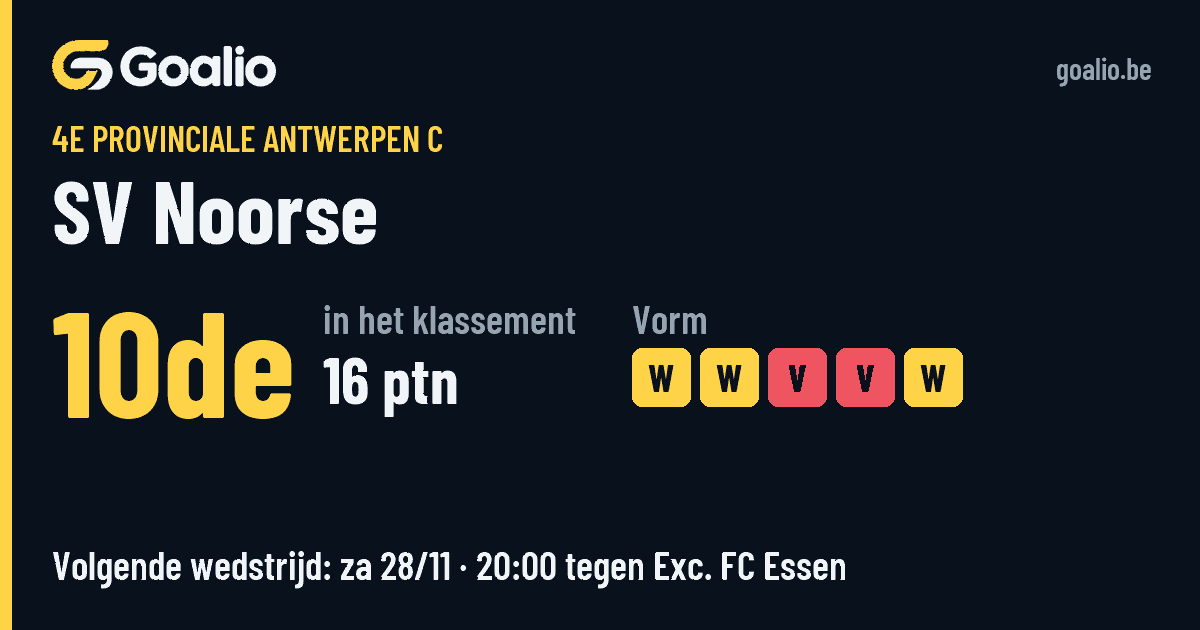 Goalio
goalio.be
4E PROVINCIALE ANTWERPEN C
SV Noorse
10de
in het klassement
16 ptn
Vorm
W W V V W
Volgende wedstrijd: za 28/11 · 20:00 tegen Exc. FC Essen